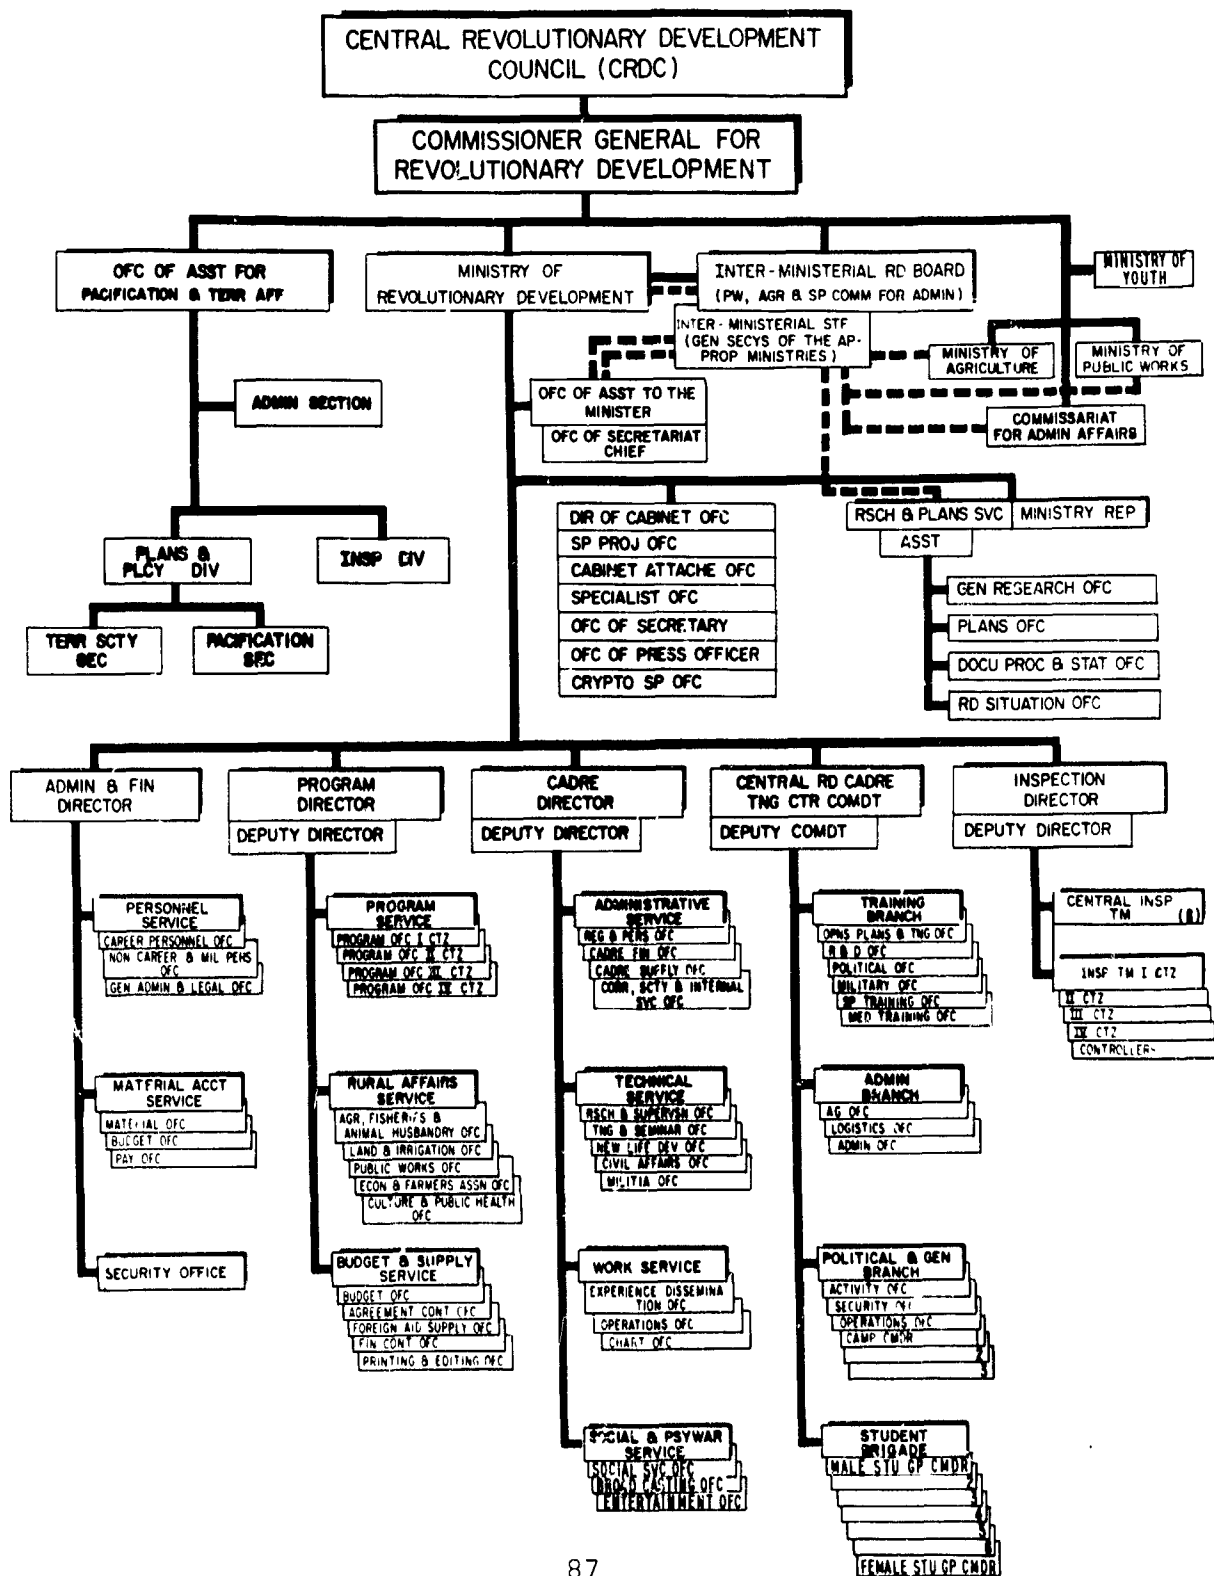 CENTRAL REVOLUTIONARY DEVELOPMENT
COUNCIL (CRDC)
COMMISSIONER GENERAL FOR
REVOLUTIONARY DEVELOPMENT
OFC OF ASST FOR
PACIFICATION & TERR AFF
MINISTRY OF
REVOLUTIONARY DEVELOPMENT
INTER-MINISTERIAL RD BOARD
(PW, AGR & SP COMM FOR ADMIN)
MINISTRY OF
YOUTH
INTER-MINISTERIAL STF
(GEN SECYS OF THE AP-
PROP MINISTRIES)
MINISTRY OF
AGRICULTURE
MINISTRY OF
PUBLIC WORKS
COMMISSARIAT
FOR ADMIN AFFAIRS
ADMIN SECTION
OFC OF ASST TO THE
MINISTER
OFC OF SECRETARIAT
CHIEF
PLANS &
PLCY DIV
INSP DIV
TERR SCTY
SEC
PACIFICATION
SEC
DIR OF CABINET OFC
SP PROJ OFC
CABINET ATTACHE OFC
SPECIALIST OFC
OFC OF SECRETARY
OFC OF PRESS OFFICER
CRYPTO SP OFC
RSCH & PLANS SVC
MINISTRY REP
ASST
GEN RESEARCH OFC
PLANS OFC
DOCU PROC & STAT OFC
RD SITUATION OFC
ADMIN & FIN
DIRECTOR
PERSONNEL
SERVICE
CAREER PERSONNEL OFC
NON CAREER & MIL PERS
OFC
GEN ADMIN & LEGAL OFC
MATERIAL ACCT
SERVICE
MATERIAL OFC
BUDGET OFC
PAY OFC
SECURITY OFFICE
PROGRAM
DIRECTOR
DEPUTY DIRECTOR
PROGRAM
SERVICE
PROGRAM OFC I CTZ
PROGRAM OFC II CTZ
PROGRAM OFC III CTZ
PROGRAM OFC IV CTZ
RURAL AFFAIRS
SERVICE
AGR, FISHERIES &
ANIMAL HUSBANDRY OFC
LAND & IRRIGATION OFC
PUBLIC WORKS OFC
ECON & FARMERS ASSN OFC
CULTURE & PUBLIC HEALTH
OFC
BUDGET & SUPPLY
SERVICE
BUDGET OFC
AGREEMENT CONT OFC
FOREIGN AID SUPPLY OFC
FIN CONT OFC
PRINTING & EDITING OFC
CADRE
DIRECTOR
DEPUTY DIRECTOR
ADMINISTRATIVE
SERVICE
REG & PERS OFC
CADRE FIN OFC
CADRE SUPPLY OFC
CORR, SCTY & INTERNAL
SVC OFC
TECHNICAL
SERVICE
RSCH & SUPERVSN OFC
TNG & SEMINAR OFC
NEW LIFE DEV OFC
CIVIL AFFAIRS OFC
MILITIA OFC
WORK SERVICE
EXPERIENCE DISSEMINA
TION OFC
OPERATIONS OFC
CHART OFC
SOCIAL & PSYWAR
SERVICE
SOCIAL SVC OFC
BROAD CASTING OFC
ENTERTAINMENT OFC
CENTRAL RD CADRE
TNG CTR COMDT
DEPUTY COMDT
TRAINING
BRANCH
OPNS PLANS & TNG OFC
R & D OFC
POLITICAL OFC
MILITARY OFC
SP TRAINING OFC
MED TRAINING OFC
ADMIN
BRANCH
AG OFC
LOGISTICS OFC
ADMIN OFC
POLITICAL & GEN
BRANCH
ACTIVITY OFC
SECURITY OFC
OPERATIONS OFC
CAMP CMDR
2
3
STUDENT
BRIGADE
MALE STU GP CMDR
2
3
4
5
6
FEMALE STU GP CMDR
INSPECTION
DIRECTOR
DEPUTY DIRECTOR
CENTRAL INSP
TM (8)
INSP TM I CTZ
II CTZ
III CTZ
IV CTZ
CONTROLLER-
87